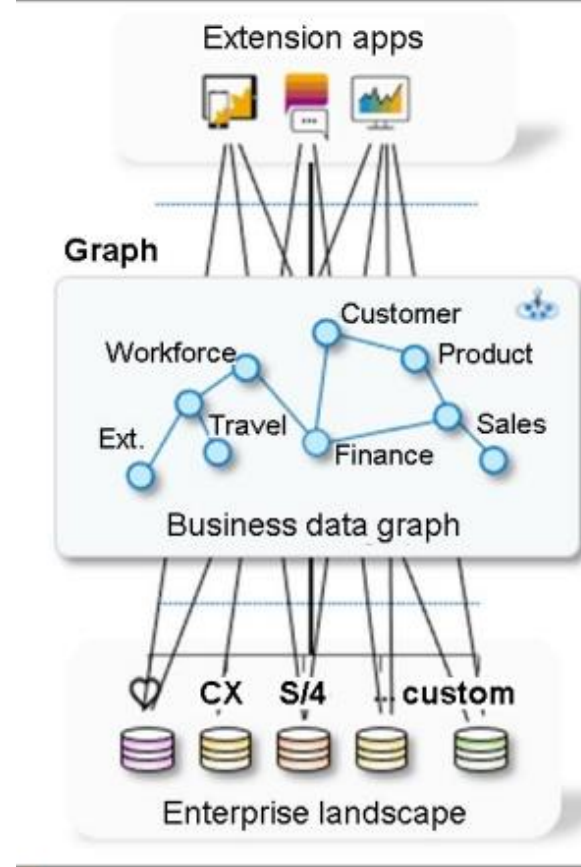 Extension apps
Graph
Customer
Workforce
Product
Ext.
Travel
Sales
Finance
Business data graph
CX S/4 ... custom
Enterprise landscape